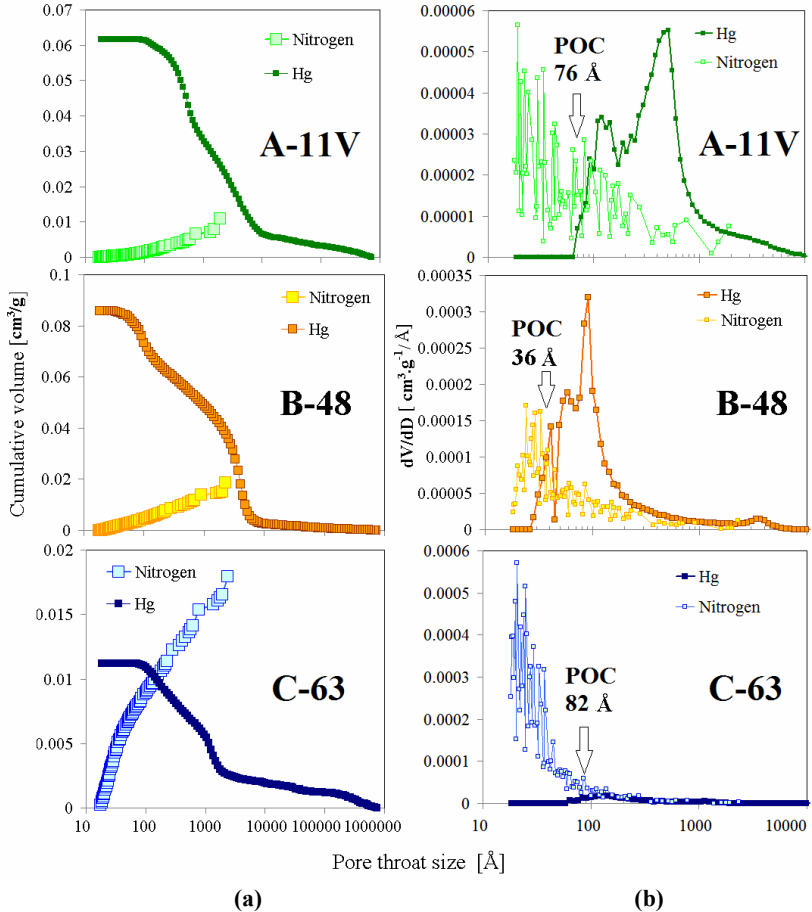 0.07
0.06
0.05
0.04
0.03
0.02
0.01
0
Nitrogen
Hg
A-11V
0.00006
0.00005
0.00004
0.00003
0.00002
0.00001
0
POC
76 Å
Hg
Nitrogen
A-11V
0.1
0.08
0.06
0.04
0.02
0
Nitrogen
Hg
B-48
0.00035
0.0003
0.00025
0.0002
0.00015
0.0001
0.00005
0
POC
36 Å
Hg
Nitrogen
B-48
Cumulative volume [cm³/g]
dV/dD [ cm³·g⁻¹/Å]
0.02
0.015
0.01
0.005
0
Nitrogen
Hg
C-63
10 100 1000 10000 100000 1000000
0.0006
0.0005
0.0004
0.0003
0.0002
0.0001
0
POC
82 Å
Hg
Nitrogen
C-63
10 100 1000 10000
Pore throat size [Å]
(a) (b)